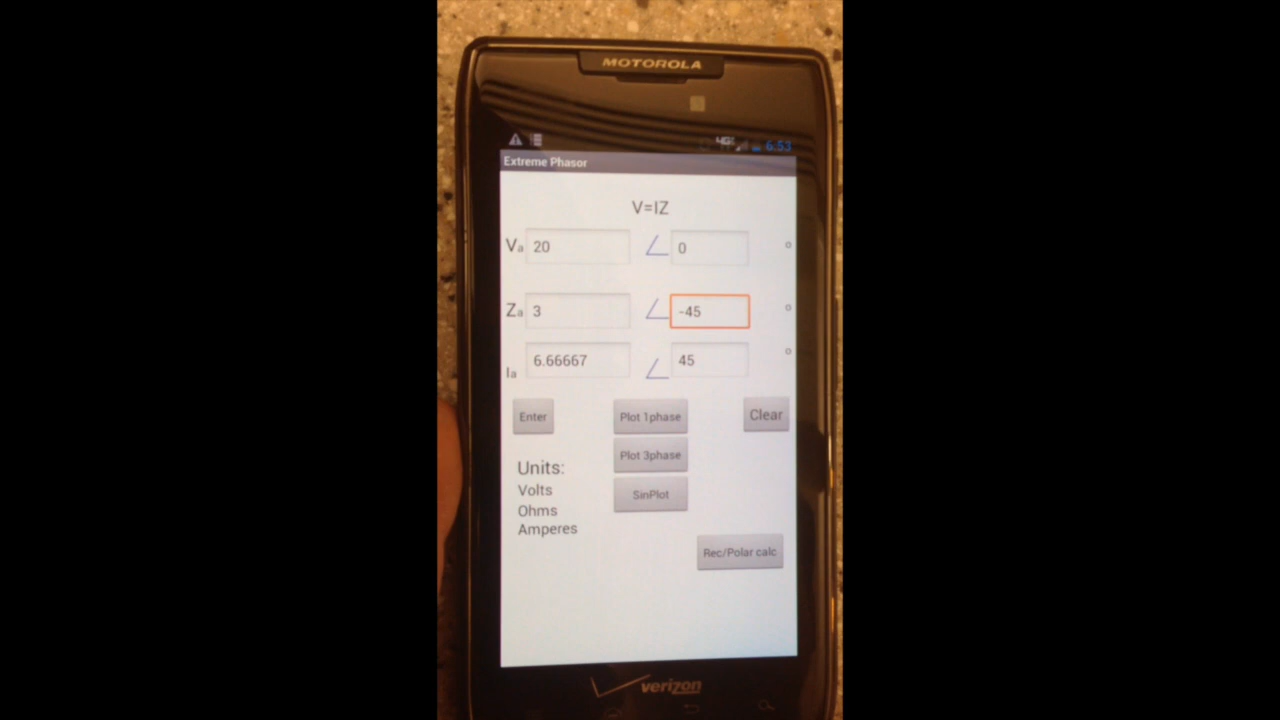 MOTOROLA
4G 6:53
Extreme Phasor
V=IZ
Va 20 0 °
Za 3 -45 °
Ia 6.66667 45 °
Enter Plot 1phase Clear
Plot 3phase
Units:
Volts
SinPlot
Ohms
Amperes
Rec/Polar calc
verizon